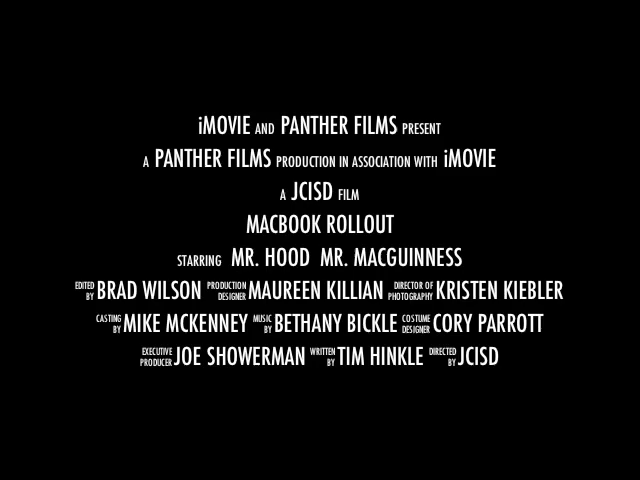 iMOVIE AND PANTHER FILMS PRESENT
A PANTHER FILMS PRODUCTION IN ASSOCIATION WITH iMOVIE
A JCISD FILM
MACBOOK ROLLOUT
STARRING MR. HOOD MR. MACGUINNESS
EDITED BY BRAD WILSON PRODUCTION DESIGNER MAUREEN KILLIAN DIRECTOR OF PHOTOGRAPHY KRISTEN KIEBLER
CASTING BY MIKE MCKENNEY MUSIC BY BETHANY BICKLE COSTUME DESIGNER CORY PARROTT
EXECUTIVE PRODUCER JOE SHOWERMAN WRITTEN BY TIM HINKLE DIRECTED BY JCISD